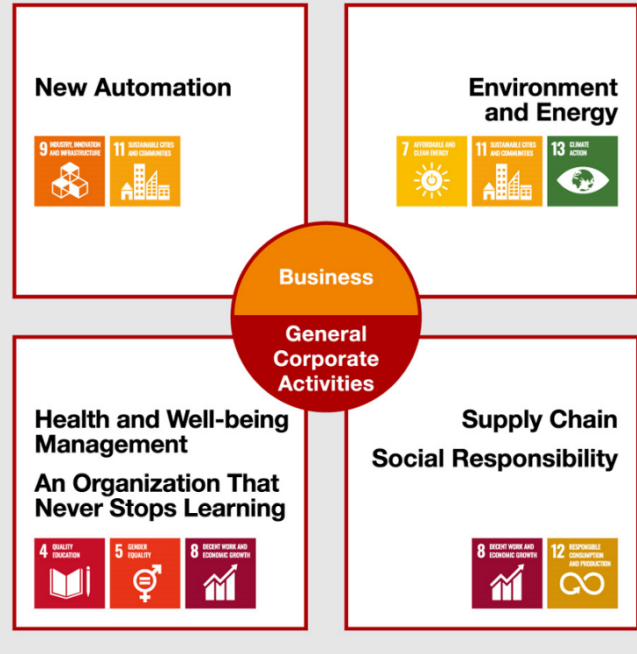 New Automation
9 INDUSTRY, INNOVATION
AND INFRASTRUCTURE
11 SUSTAINABLE CITIES
AND COMMUNITIES
Environment
and Energy
7 AFFORDABLE AND
CLEAN ENERGY
11 SUSTAINABLE CITIES
AND COMMUNITIES
13 CLIMATE
ACTION
Business
General
Corporate
Activities
Health and Well-being
Management
An Organization That
Never Stops Learning
4 QUALITY
EDUCATION
5 GENDER
EQUALITY
8 DECENT WORK AND
ECONOMIC GROWTH
Supply Chain
Social Responsibility
8 DECENT WORK AND
ECONOMIC GROWTH
12 RESPONSIBLE
CONSUMPTION
AND PRODUCTION